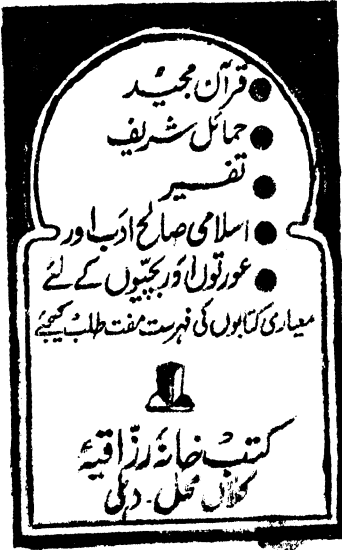 ● قرآن مجید
● حمائل شریف
● تفسیر
● اسلامی صالح ادب اور
● عورتوں اور بچیوں کے لئے
معیاری کتابوں کی فہرست مفت طلب کیجئے
کتب خانہ رزاقیہ
کلاں محل - دہلی